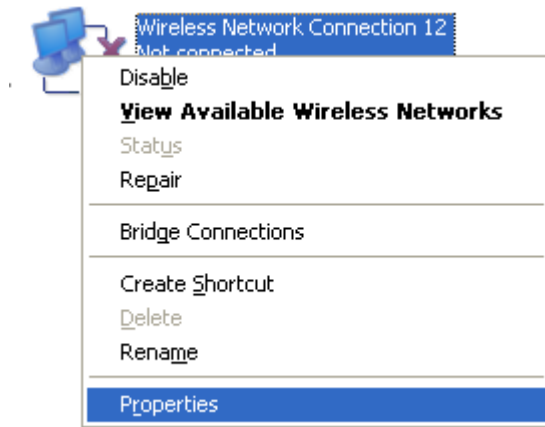 Wireless Network Connection 12
Not connected
Disable
View Available Wireless Networks
Status
Repair
Bridge Connections
Create Shortcut
Delete
Rename
Properties